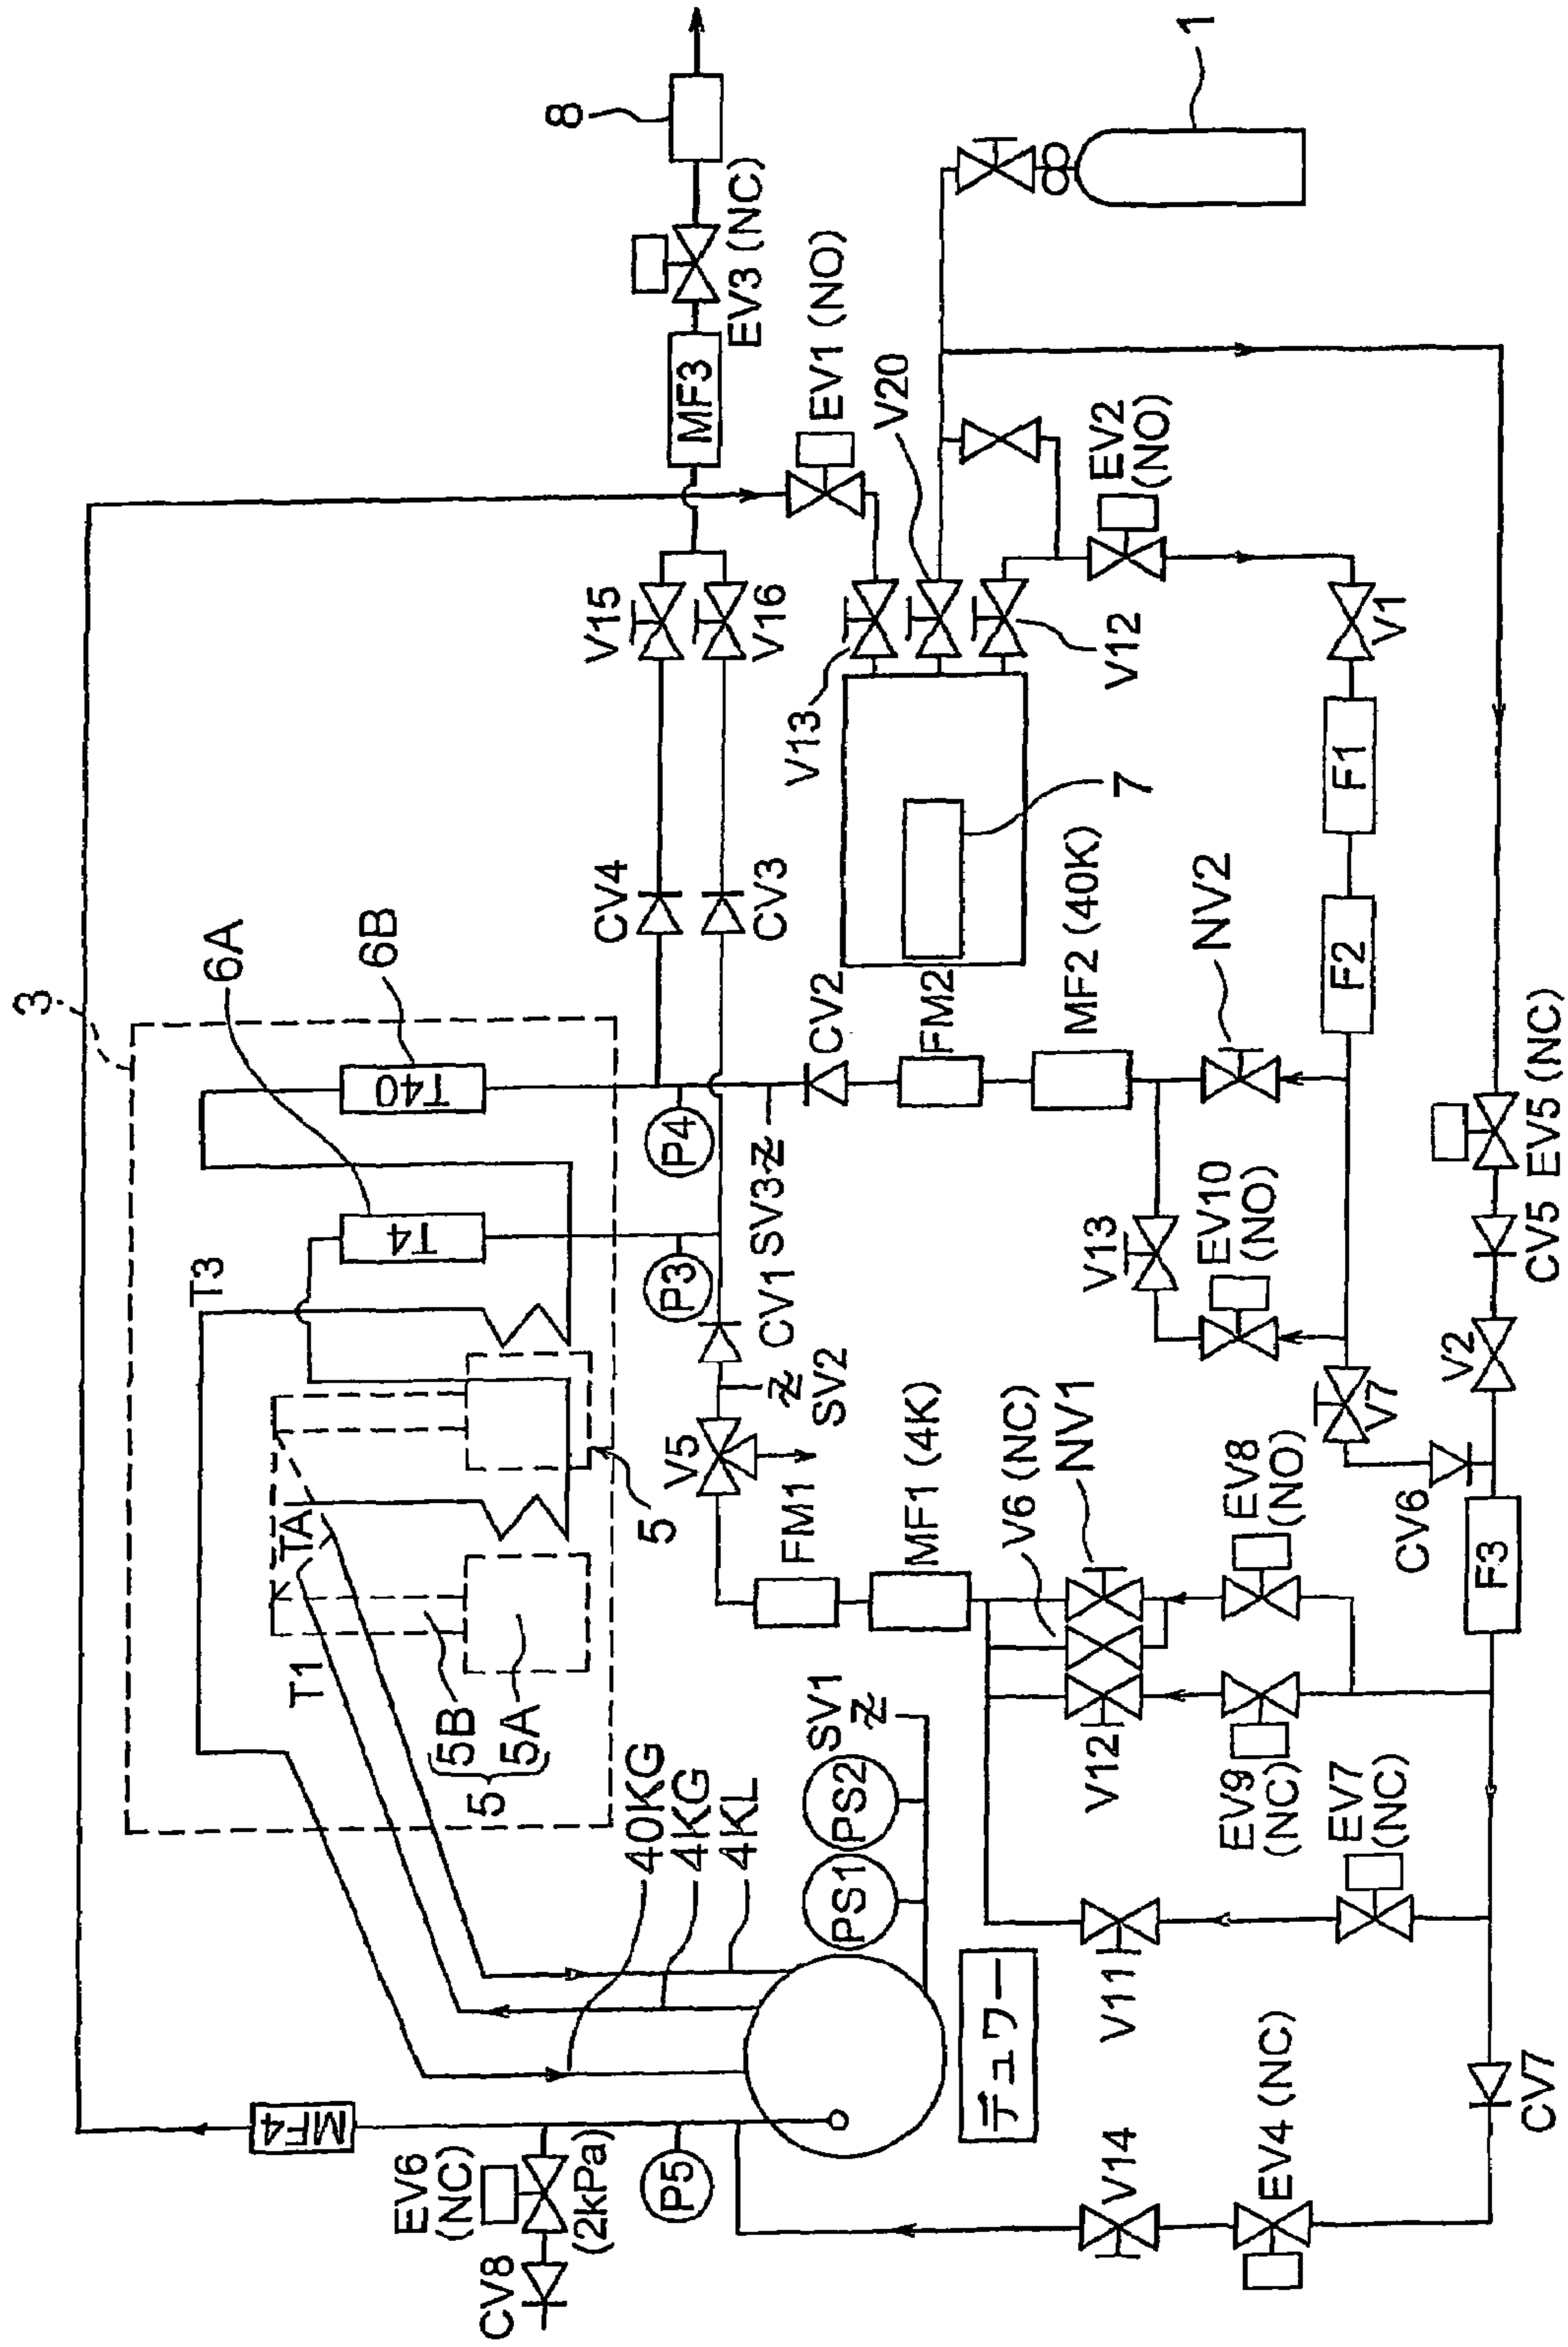 3
T3
6A
6B
MF4
T1
TA
T4
T40
8
EV6
(NC)
5B
5A
5
CV8
(2kPa)
5
40KG
4KG
4KL
P5
P3
P4
V5
CV4
V15
MF3
EV3 (NC)
CV3
V16
CV1
SV3
SV2
FM1
SV1
PS1
PS2
CV2
V13
EV1 (NO)
V20
FM2
MF1 (4K)
デュワー
7
MF2 (40K)
V6 (NC)
NV1
V12
EV2
(NO)
1
V14
V11
V12
V13
NV2
EV10
(NO)
EV9
(NC)
EV8
(NO)
EV4 (NC)
EV7
(NC)
F2
F1
V1
V7
CV6
V2
F3
CV7
CV5
EV5 (NC)